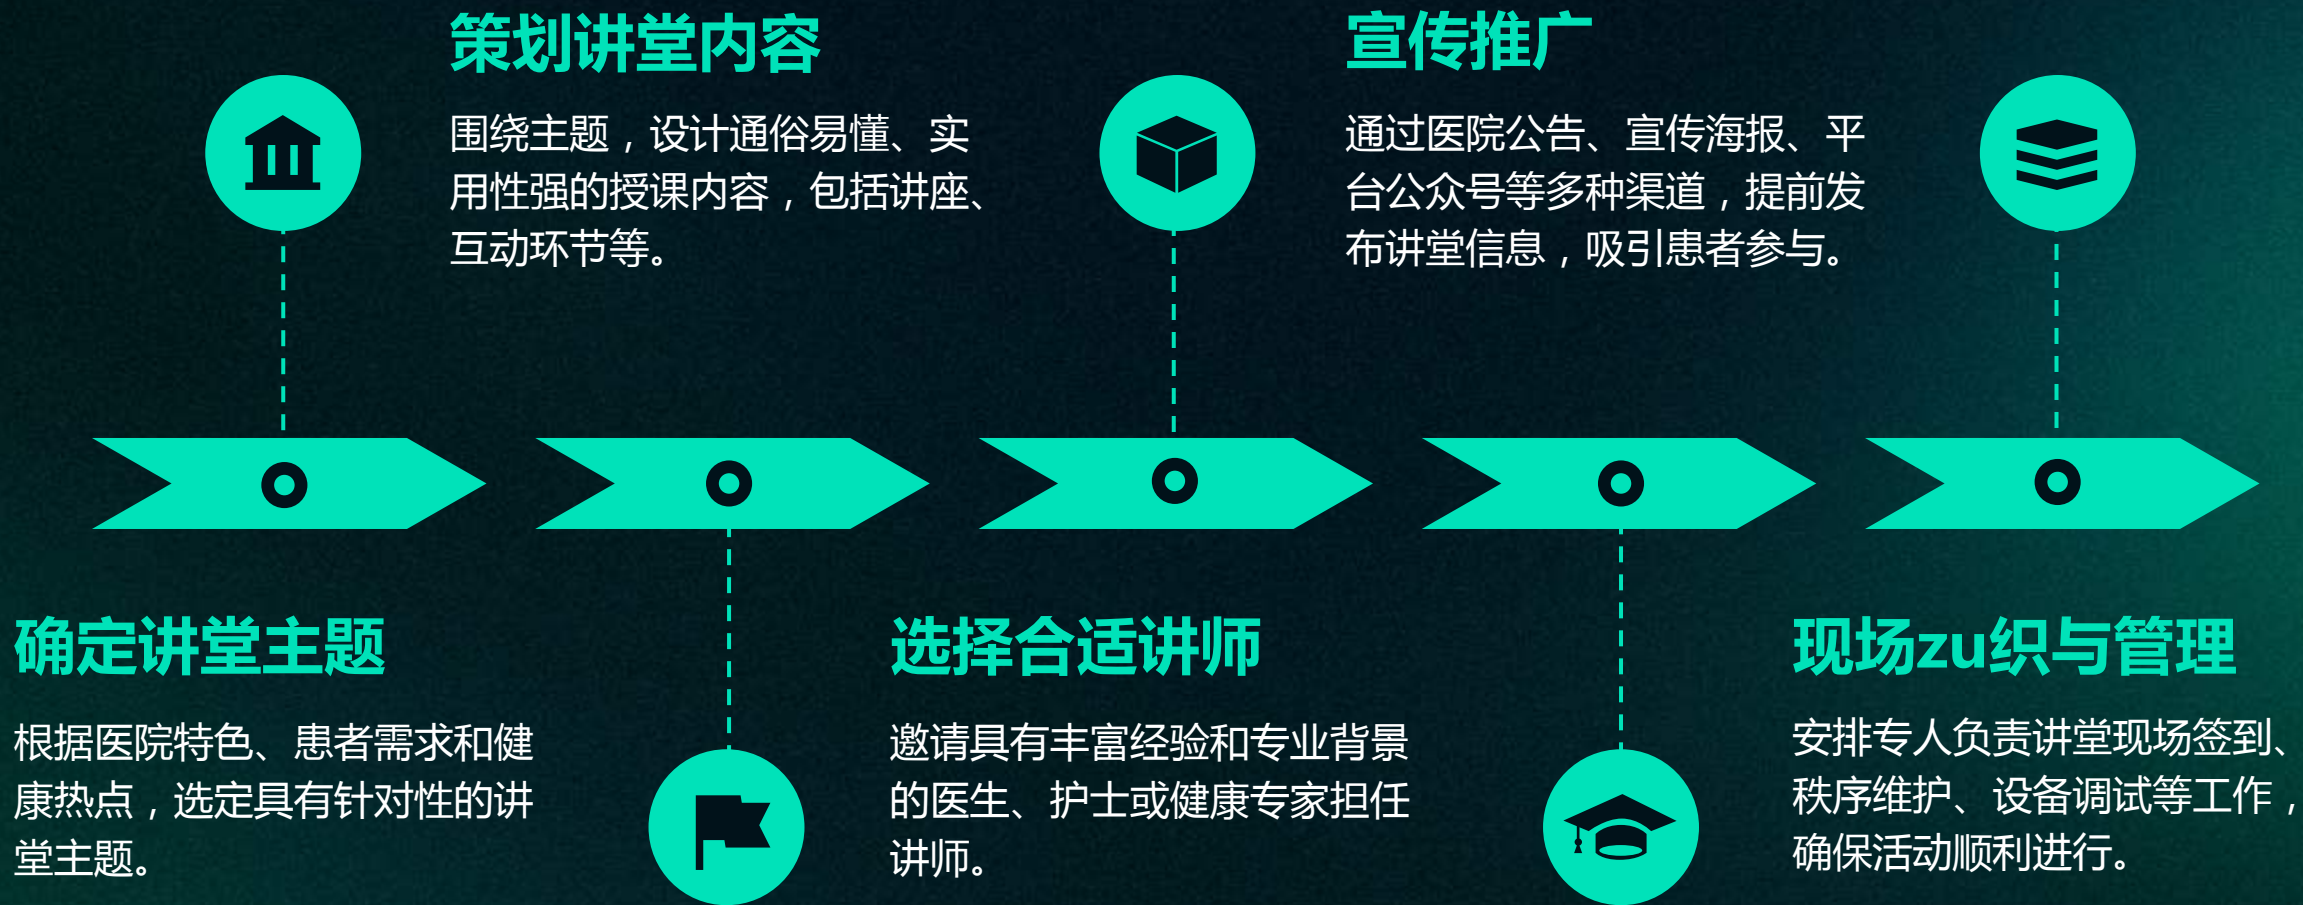 策划讲堂内容
围绕主题，设计通俗易懂、实
用性强的授课内容，包括讲座、
互动环节等。
宣传推广
通过医院公告、宣传海报、平
台公众号等多种渠道，提前发
布讲堂信息，吸引患者参与。
确定讲堂主题
根据医院特色、患者需求和健
康热点，选定具有针对性的讲
堂主题。
选择合适讲师
邀请具有丰富经验和专业背景
的医生、护士或健康专家担任
讲师。
现场zu织与管理
安排专人负责讲堂现场签到、
秩序维护、设备调试等工作，
确保活动顺利进行。